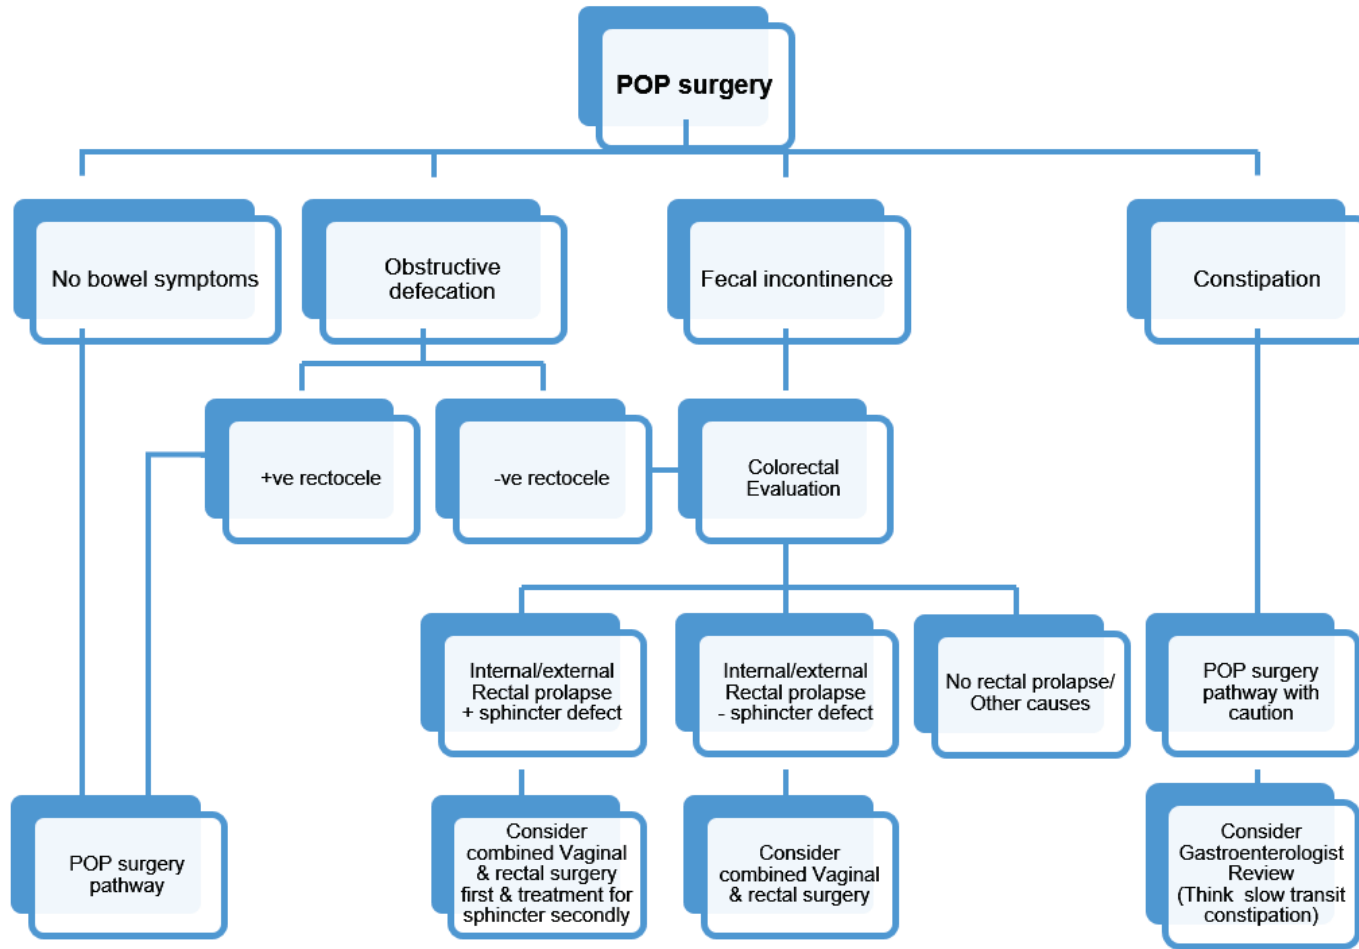 POP surgery
No bowel symptoms
Obstructive
defecation
Fecal incontinence
Constipation
+ve rectocele
-ve rectocele
Colorectal
Evaluation
Internal/external
Rectal prolapse
+ sphincter defect
Internal/external
Rectal prolapse
- sphincter defect
No rectal prolapse/
Other causes
POP surgery
pathway with
caution
POP surgery
pathway
Consider
combined Vaginal
& rectal surgery
first & treatment for
sphincter secondly
Consider
combined Vaginal
& rectal surgery
Consider
Gastroenterologist
Review
(Think slow transit
constipation)